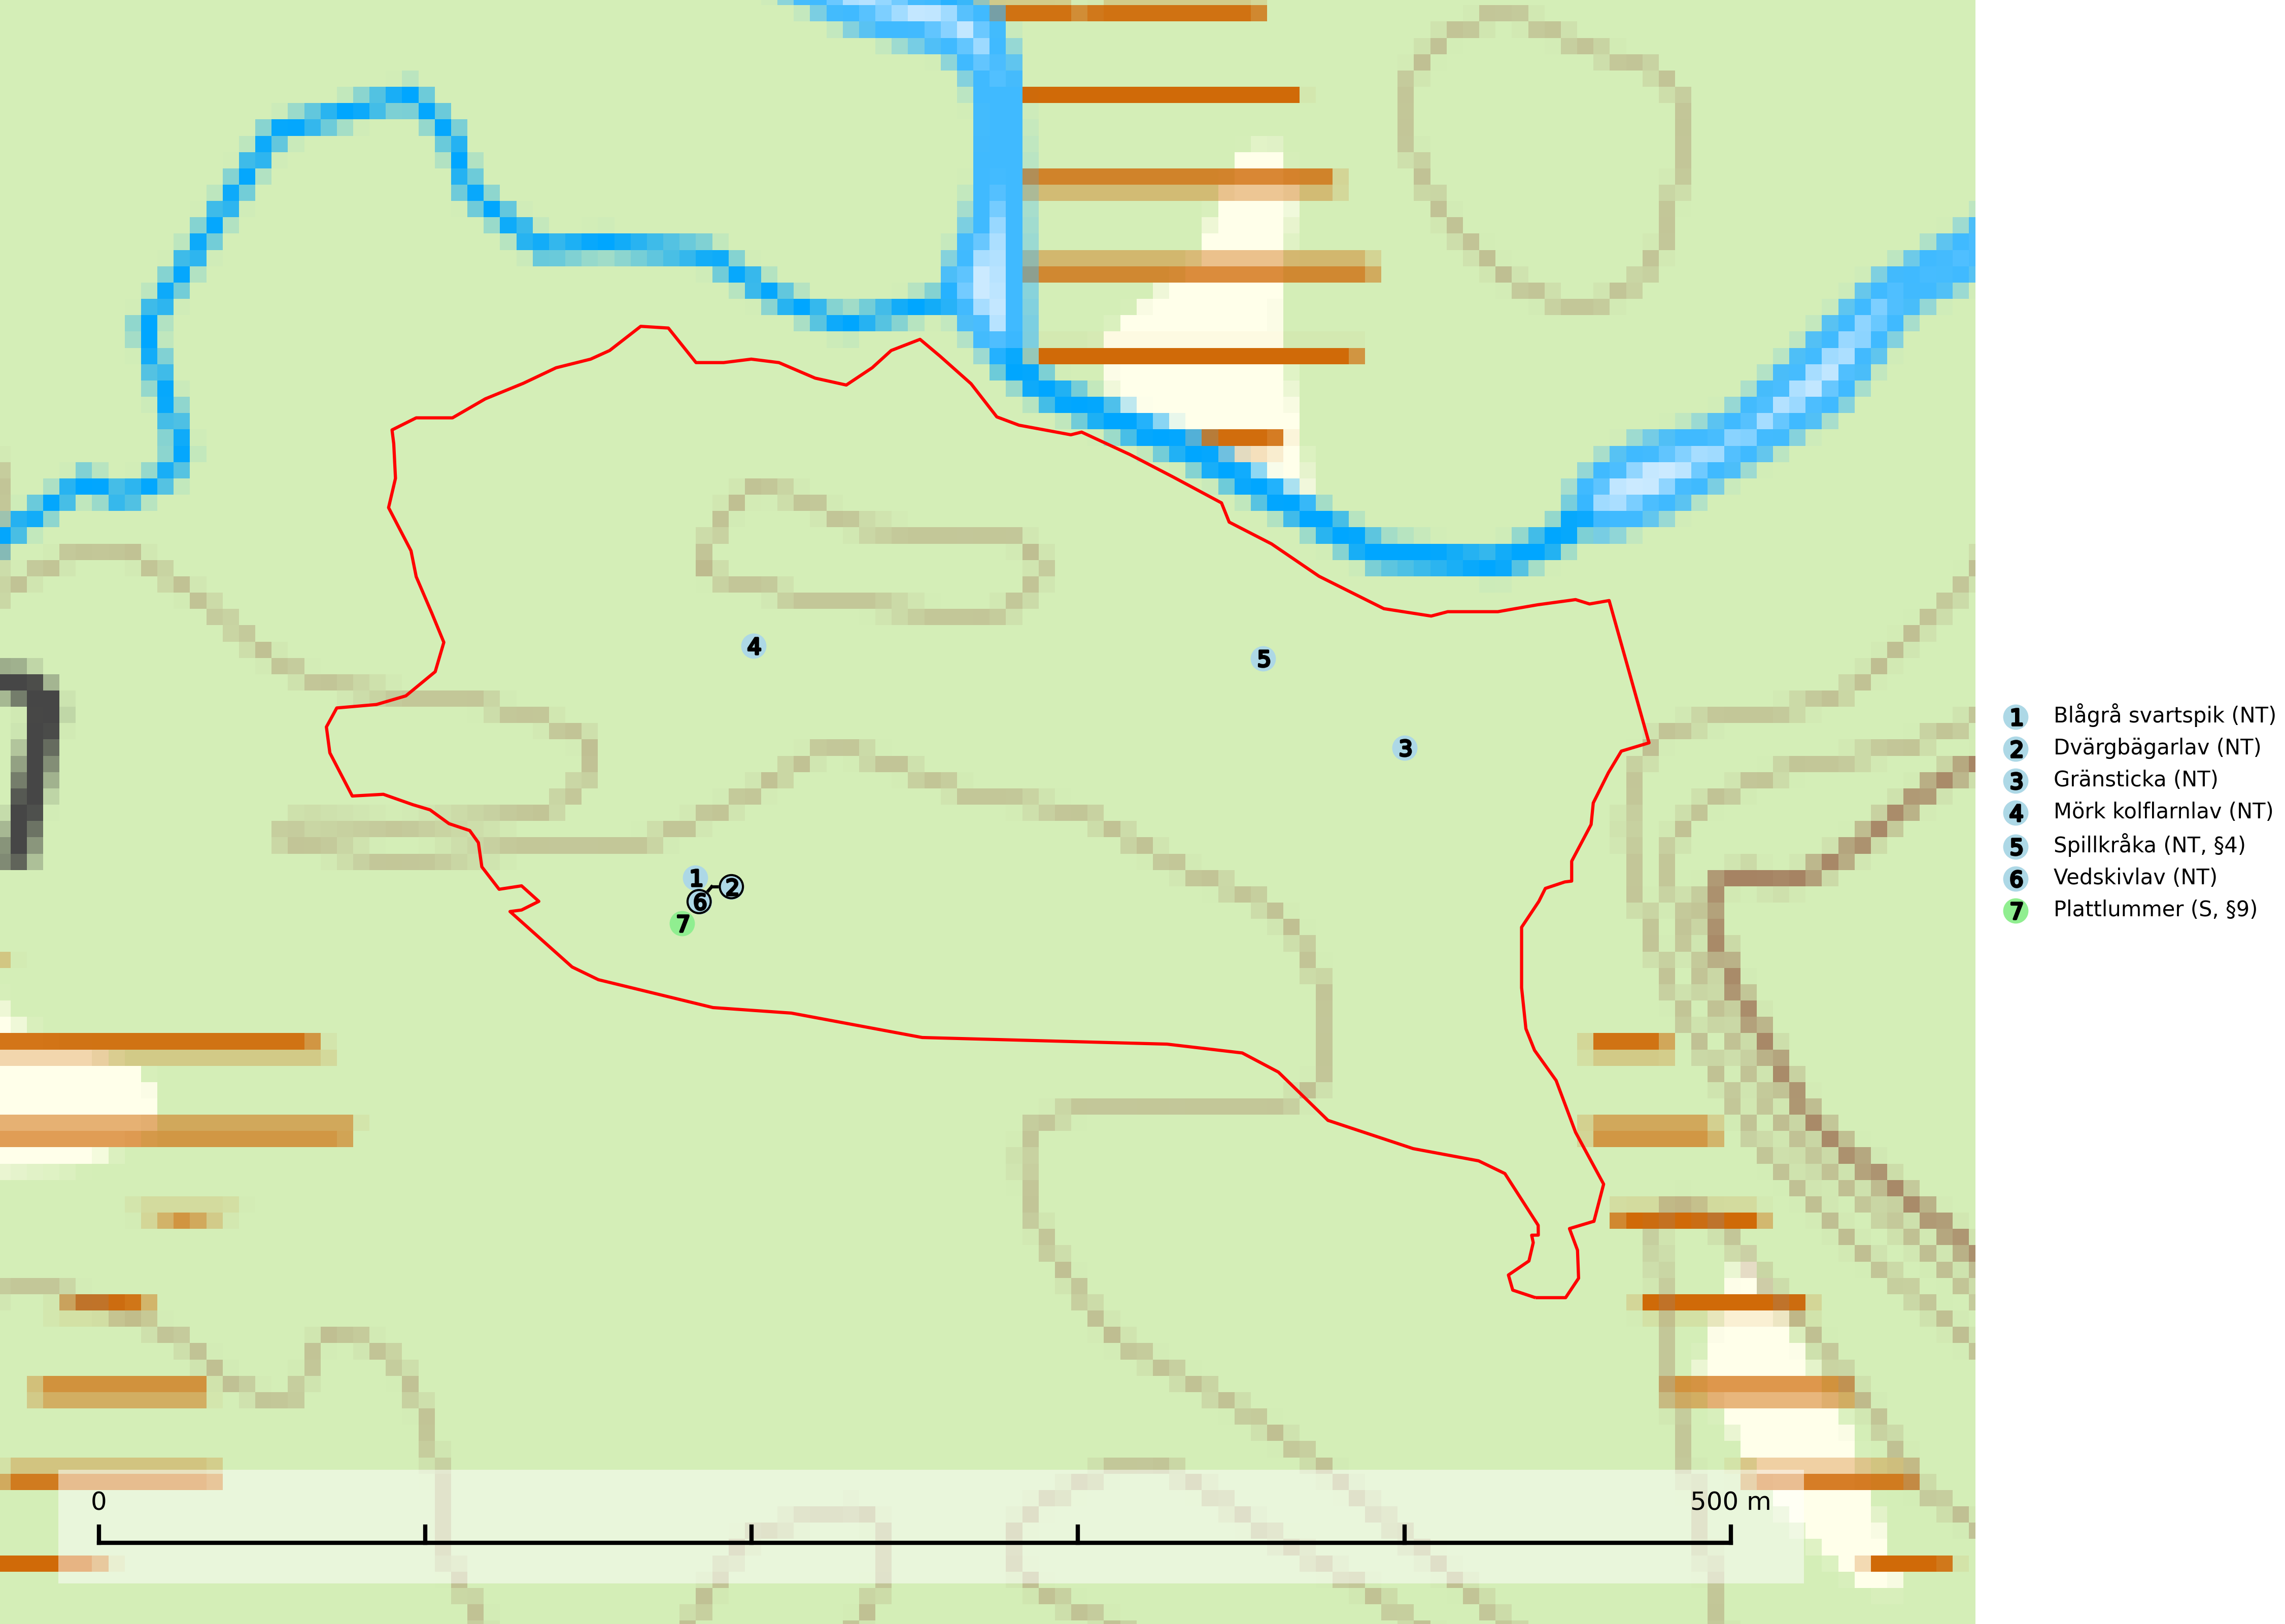 4
5
3
1
2
6
7
0 500 m
1 Blågrå svartspik (NT)
2 Dvärgbägarlav (NT)
3 Gränsticka (NT)
4 Mörk kolflarnlav (NT)
5 Spillkråka (NT, §4)
6 Vedskivlav (NT)
7 Plattlummer (S, §9)